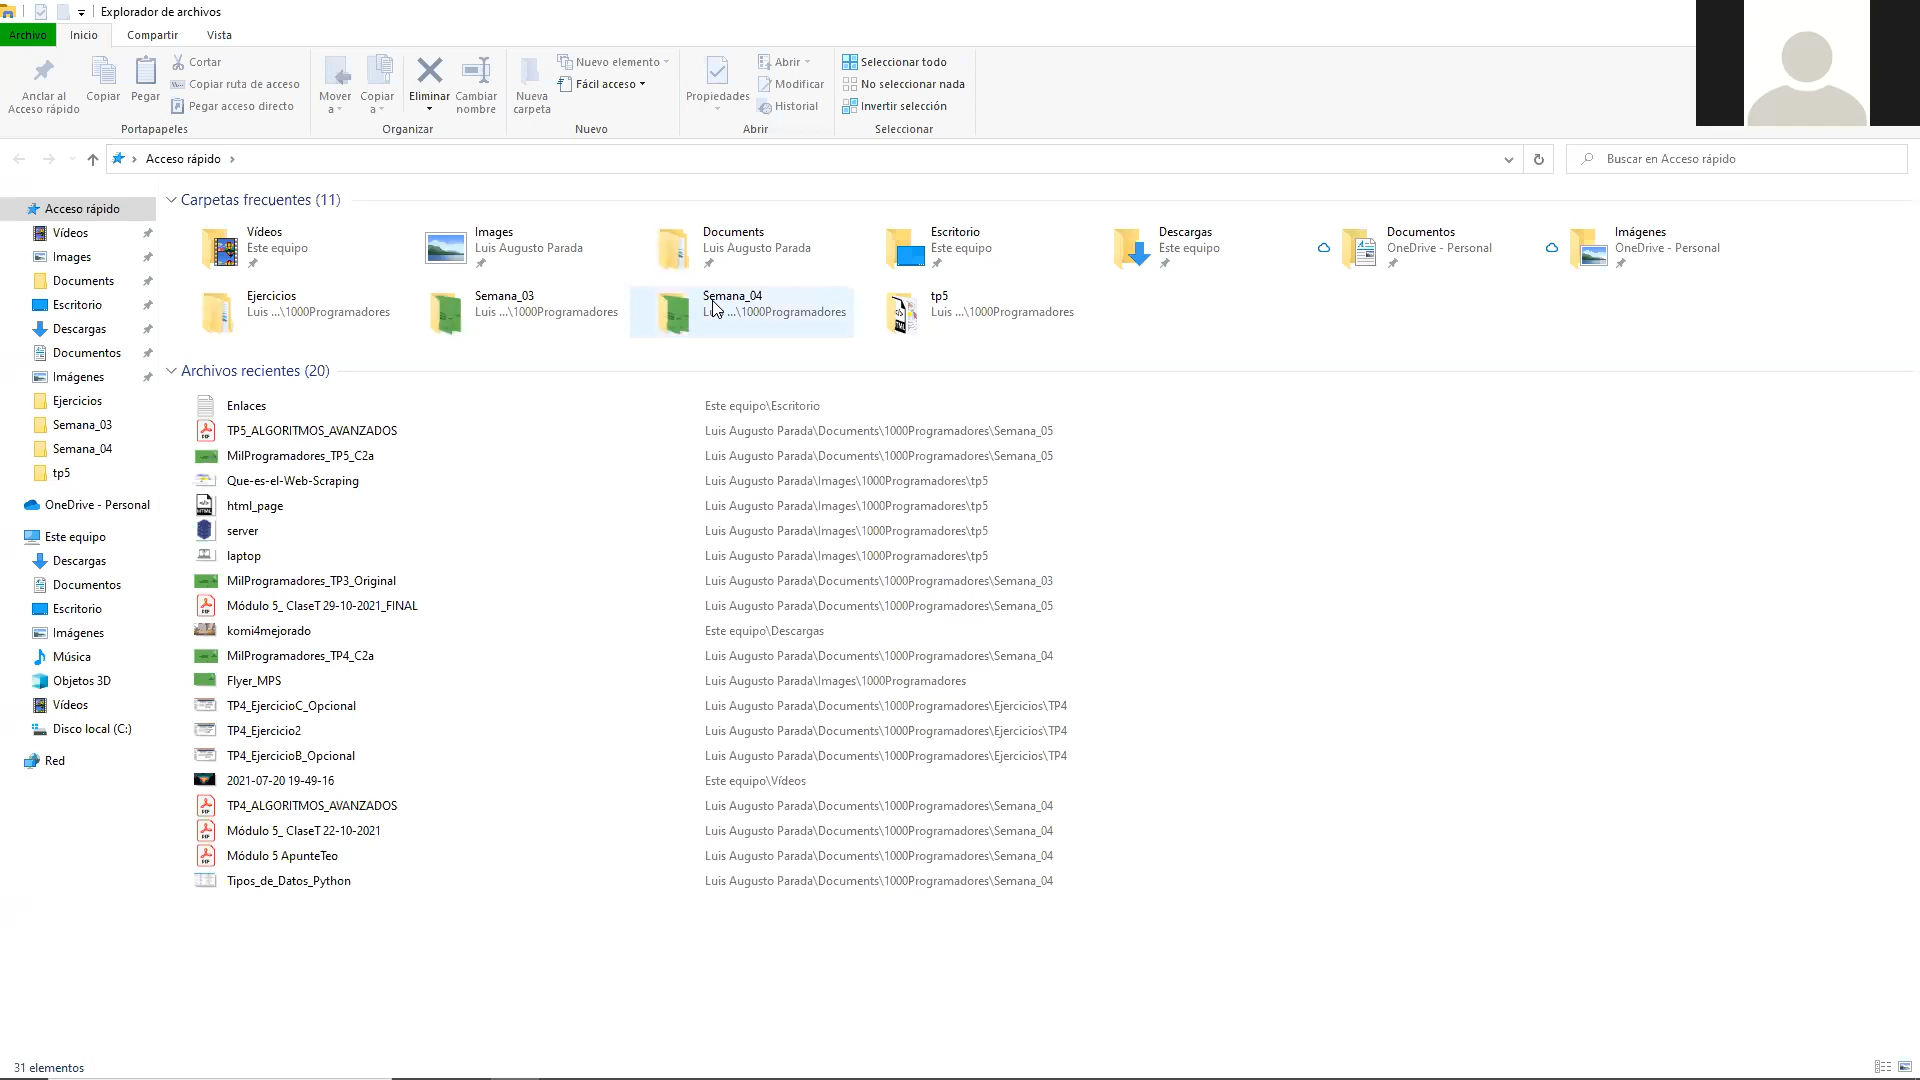 Explorador de archivos
Archivo Inicio Compartir Vista
Anclar al Acceso rápido
Copiar
Pegar
Cortar
Copiar ruta de acceso
Pegar acceso directo
Portapapeles
Mover a
Copiar a
Eliminar
Cambiar nombre
Organizar
Nueva carpeta
Nuevo elemento
Fácil acceso
Nuevo
Propiedades
Abrir
Modificar
Historial
Abrir
Seleccionar todo
No seleccionar nada
Invertir selección
Seleccionar
Acceso rápido
Buscar en Acceso rápido
Acceso rápido
Vídeos
Images
Documents
Escritorio
Descargas
Documentos
Imágenes
Ejercicios
Semana_03
Semana_04
tp5
OneDrive - Personal
Este equipo
Descargas
Documentos
Escritorio
Imágenes
Música
Objetos 3D
Vídeos
Disco local (C:)
Red
Carpetas frecuentes (11)
Vídeos
Este equipo
Images
Luis Augusto Parada
Documents
Luis Augusto Parada
Escritorio
Este equipo
Descargas
Este equipo
Documentos
OneDrive - Personal
Imágenes
OneDrive - Personal
Ejercicios
Luis ...\1000Programadores
Semana_03
Luis ...\1000Programadores
Semana_04
Luis ...\1000Programadores
tp5
Luis ...\1000Programadores
Archivos recientes (20)
Enlaces Este equipo\Escritorio
TP5_ALGORITMOS_AVANZADOS Luis Augusto Parada\Documents\1000Programadores\Semana_05
MilProgramadores_TP5_C2a Luis Augusto Parada\Documents\1000Programadores\Semana_05
Que-es-el-Web-Scraping Luis Augusto Parada\Images\1000Programadores\tp5
html_page Luis Augusto Parada\Images\1000Programadores\tp5
server Luis Augusto Parada\Images\1000Programadores\tp5
laptop Luis Augusto Parada\Images\1000Programadores\tp5
MilProgramadores_TP3_Original Luis Augusto Parada\Documents\1000Programadores\Semana_03
Módulo 5_ ClaseT 29-10-2021_FINAL Luis Augusto Parada\Documents\1000Programadores\Semana_05
komi4mejorado Este equipo\Descargas
MilProgramadores_TP4_C2a Luis Augusto Parada\Documents\1000Programadores\Semana_04
Flyer_MPS Luis Augusto Parada\Images\1000Programadores
TP4_EjercicioC_Opcional Luis Augusto Parada\Documents\1000Programadores\Ejercicios\TP4
TP4_Ejercicio2 Luis Augusto Parada\Documents\1000Programadores\Ejercicios\TP4
TP4_EjercicioB_Opcional Luis Augusto Parada\Documents\1000Programadores\Ejercicios\TP4
2021-07-20 19-49-16 Este equipo\Vídeos
TP4_ALGORITMOS_AVANZADOS Luis Augusto Parada\Documents\1000Programadores\Semana_04
Módulo 5_ ClaseT 22-10-2021 Luis Augusto Parada\Documents\1000Programadores\Semana_04
Módulo 5 ApunteTeo Luis Augusto Parada\Documents\1000Programadores\Semana_04
Tipos_de_Datos_Python Luis Augusto Parada\Documents\1000Programadores\Semana_04
31 elementos